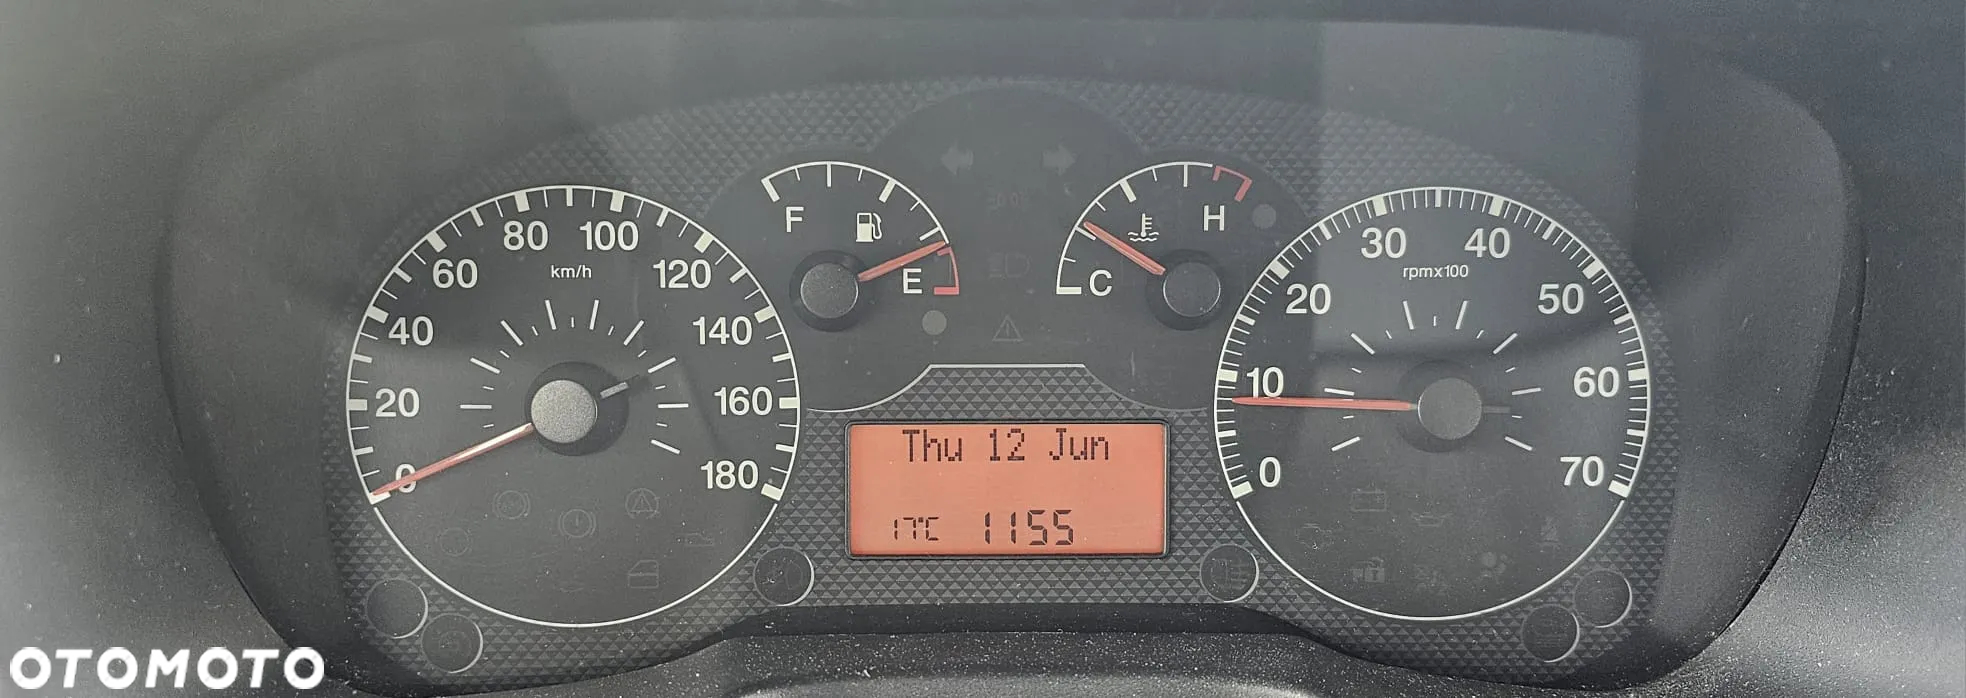 80 100
60 km/h 120
40 140
20 160
0 180
F
E
H
C
30 40
20 rpmx100 50
10 60
0 70
Thu 12 Jun
17°C 1155
OTOMOTO